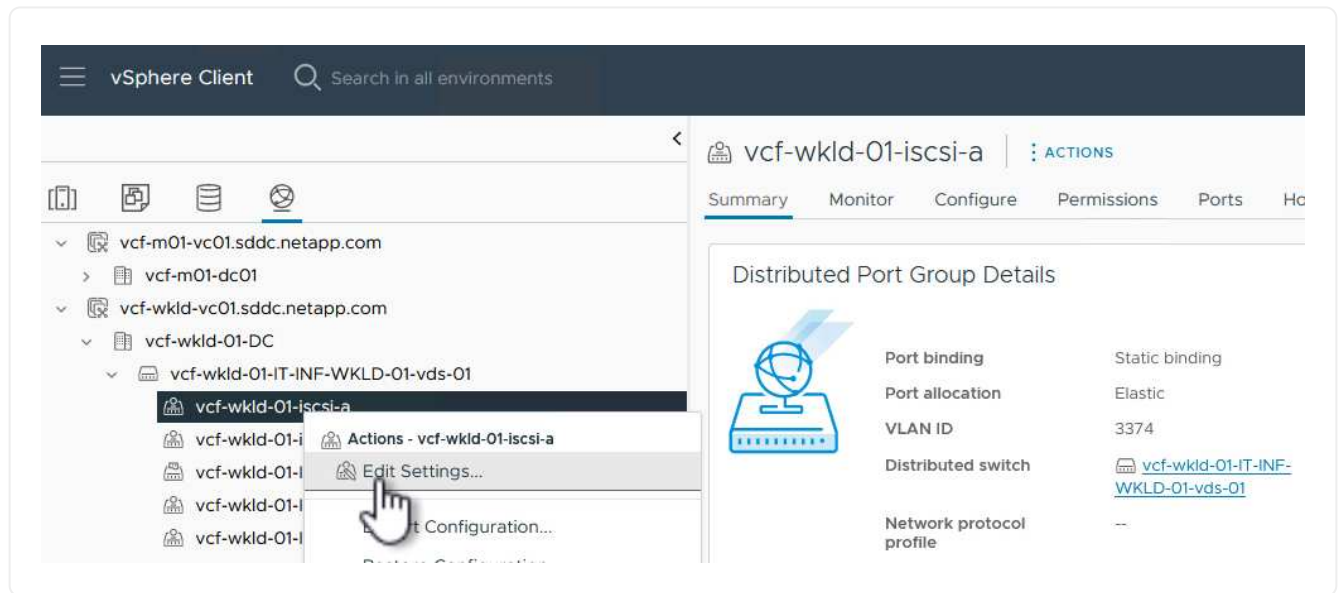 vSphere Client
Search in all environments
vcf-wkld-01-iscsi-a
ACTIONS
Summary Monitor Configure Permissions Ports Ho
vcf-m01-vc01.sddc.netapp.com
vcf-m01-dc01
vcf-wkld-vc01.sddc.netapp.com
vcf-wkld-01-DC
vcf-wkld-01-IT-INF-WKLD-01-vds-01
vcf-wkld-01-iscsi-a
vcf-wkld-01-i
vcf-wkld-01-I
vcf-wkld-01-I
vcf-wkld-01-I
Actions - vcf-wkld-01-iscsi-a
Edit Settings...
t Configuration...
Distributed Port Group Details
Port binding Static binding
Port allocation Elastic
VLAN ID 3374
Distributed switch vcf-wkld-01-IT-INF-
WKLD-01-vds-01
Network protocol --
profile